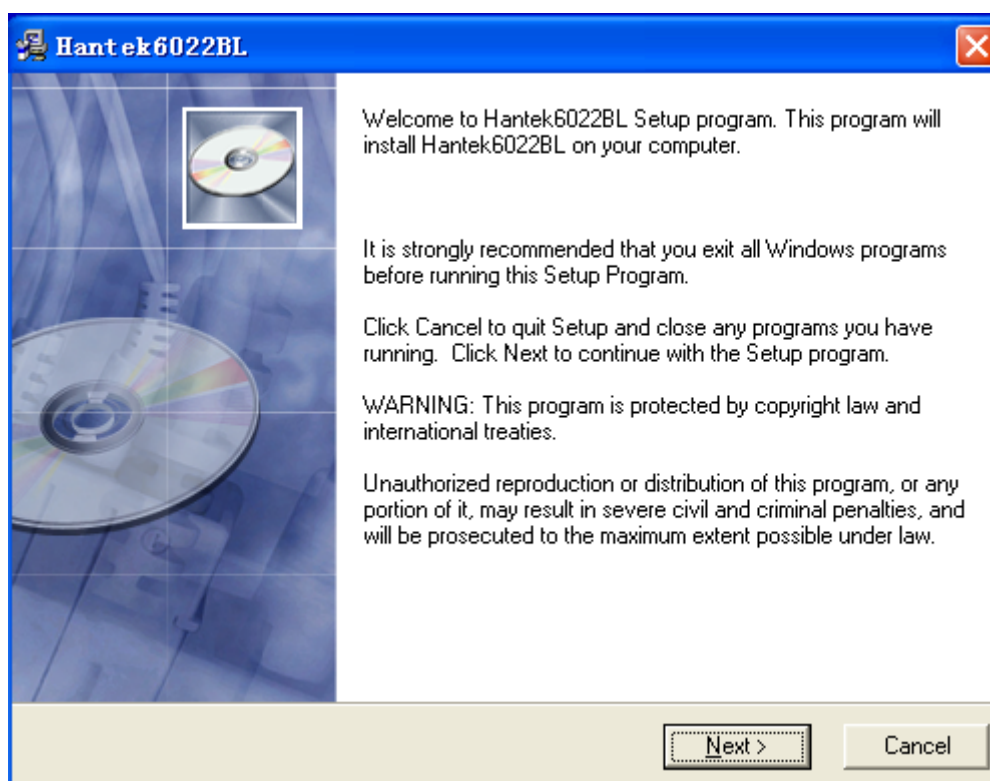 Hantek6022BL
Welcome to Hantek6022BL Setup program. This program will
install Hantek6022BL on your computer.
It is strongly recommended that you exit all Windows programs
before running this Setup Program.
Click Cancel to quit Setup and close any programs you have
running.  Click Next to continue with the Setup program.
WARNING: This program is protected by copyright law and
international treaties.
Unauthorized reproduction or distribution of this program, or any
portion of it, may result in severe civil and criminal penalties, and
will be prosecuted to the maximum extent possible under law.
Next >
Cancel